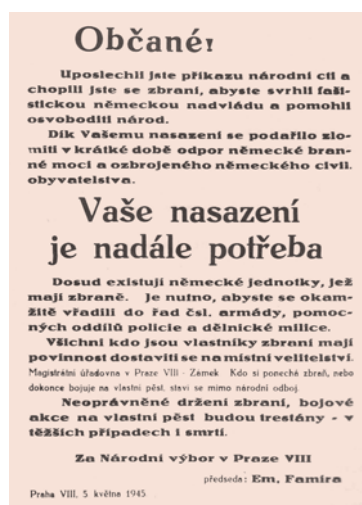 Občané!
Uposlechli jste příkazu národní cti a
chopili jste se zbraní, abyste svrhli faši-
stickou německou nadvládu a pomohli
osvoboditi národ.
Dík Vašemu nasazení se podařilo zlo-
miti v krátké době odpor německé bran-
né moci a ozbrojeného německého civil.
obyvatelstva.
Vaše nasazení
je nadále potřeba
Dosud existují německé jednotky, jež
mají zbraně. Je nutno, abyste se okam-
žitě vřadili do řad čsl. armády, pomoc-
ných oddílů policie a dělnické milice.
Všichni kdo jsou vlastníky zbraní mají
povinnost dostaviti se na místní velitelství.
Magistrátní úřadovna v Praze VIII - Zámek Kdo si ponechá zbraň, nebo
dokonce bojuje na vlastní pěst, staví se mimo národní odboj.
Neoprávněné držení zbraní, bojové
akce na vlastní pěst budou trestány - v
těžších případech i smrtí.
Za Národní výbor v Praze VIII
předseda: Em. Famira
Praha VIII, 5 května 1945